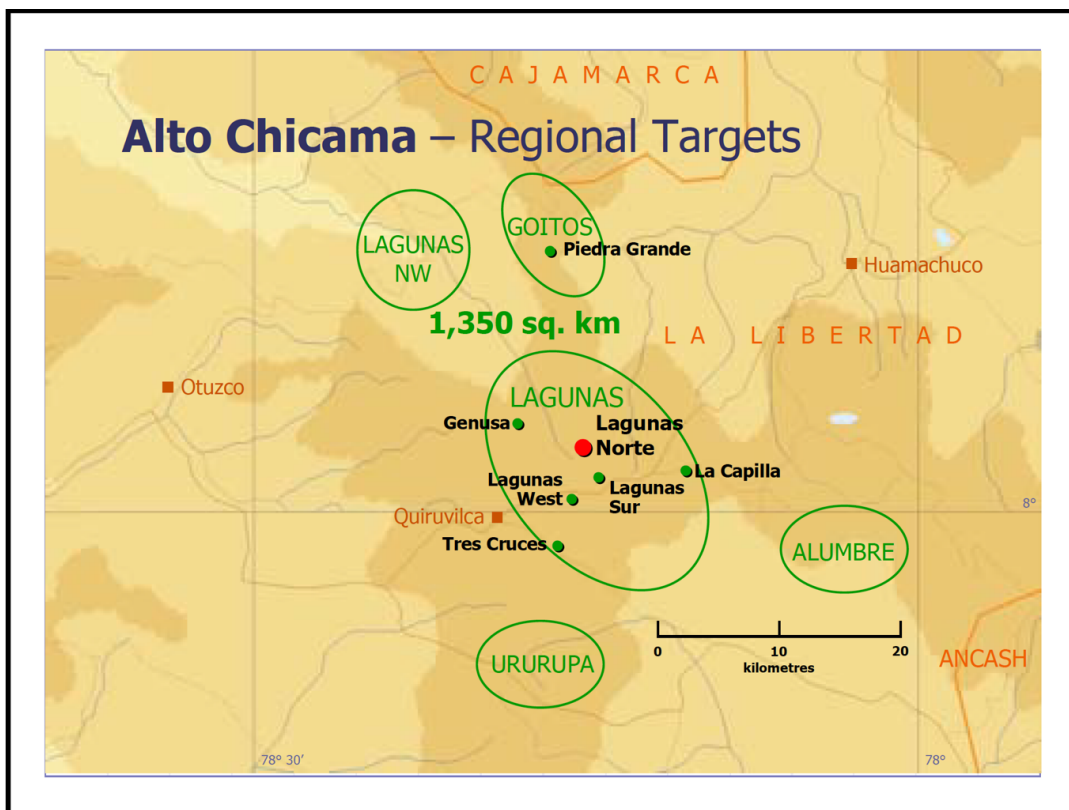 CAJAMARCA
Alto Chicama – Regional Targets
GOITOS
LAGUNAS
NW
Piedra Grande
Huamachuco
1,350 sq. km
LA LIBERTAD
Otuzco
LAGUNAS
Genusa
Lagunas
Norte
La Capilla
Lagunas
West
Lagunas
Sur
8°
Quiruvilca
Tres Cruces
ALUMBRE
0 10 20
kilometres
URURUPA
ANCASH
78° 30’
78°